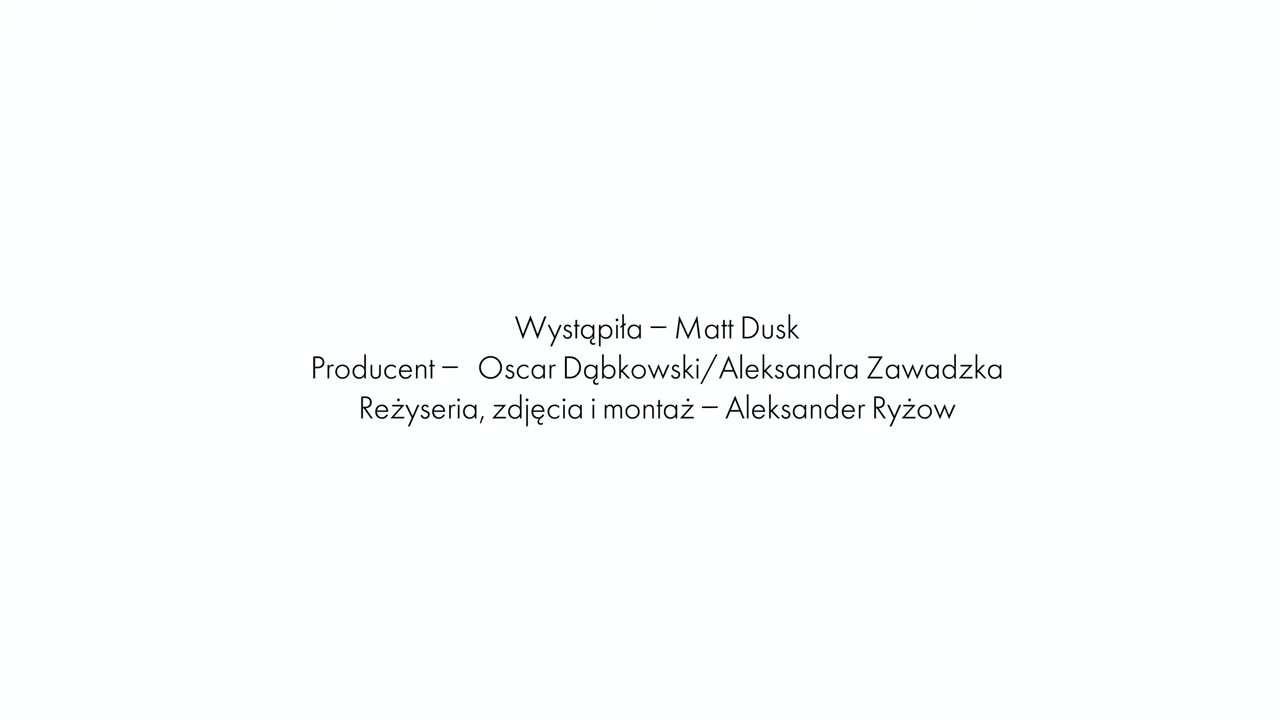 Wystąpiła – Matt Dusk
Producent – Oscar Dąbkowski/Aleksandra Zawadzka
Reżyseria, zdjęcia i montaż – Aleksander Ryżow